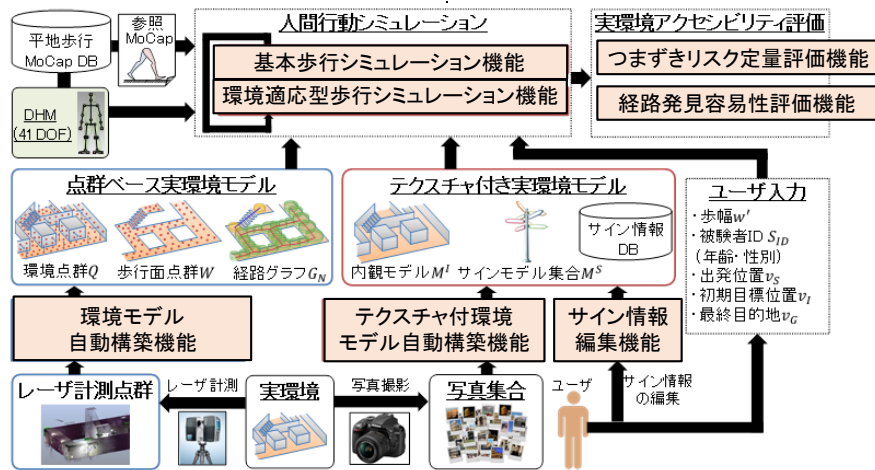 参照
MoCap
平地歩行
MoCap DB
DHM
(41 DOF)
人間行動シミュレーション
基本歩行シミュレーション機能
環境適応型歩行シミュレーション機能
実環境アクセシビリティ評価
つまずきリスク定量評価機能
経路発見容易性評価機能
点群ベース実環境モデル
環境点群Q
歩行面点群W
経路グラフG_N
テクスチャ付き実環境モデル
内観モデルM^I
サインモデル集合M^S
サイン情報
DB
ユーザ入力
・歩幅w'
・被験者ID S_ID
(年齢・性別)
・出発位置v_S
・初期目標位置v_I
・最終目的地v_G
環境モデル
自動構築機能
テクスチャ付環境
モデル自動構築機能
サイン情報
編集機能
レーザ計測点群
レーザ計測
実環境
写真撮影
写真集合
ユーザ
サイン情報
の編集